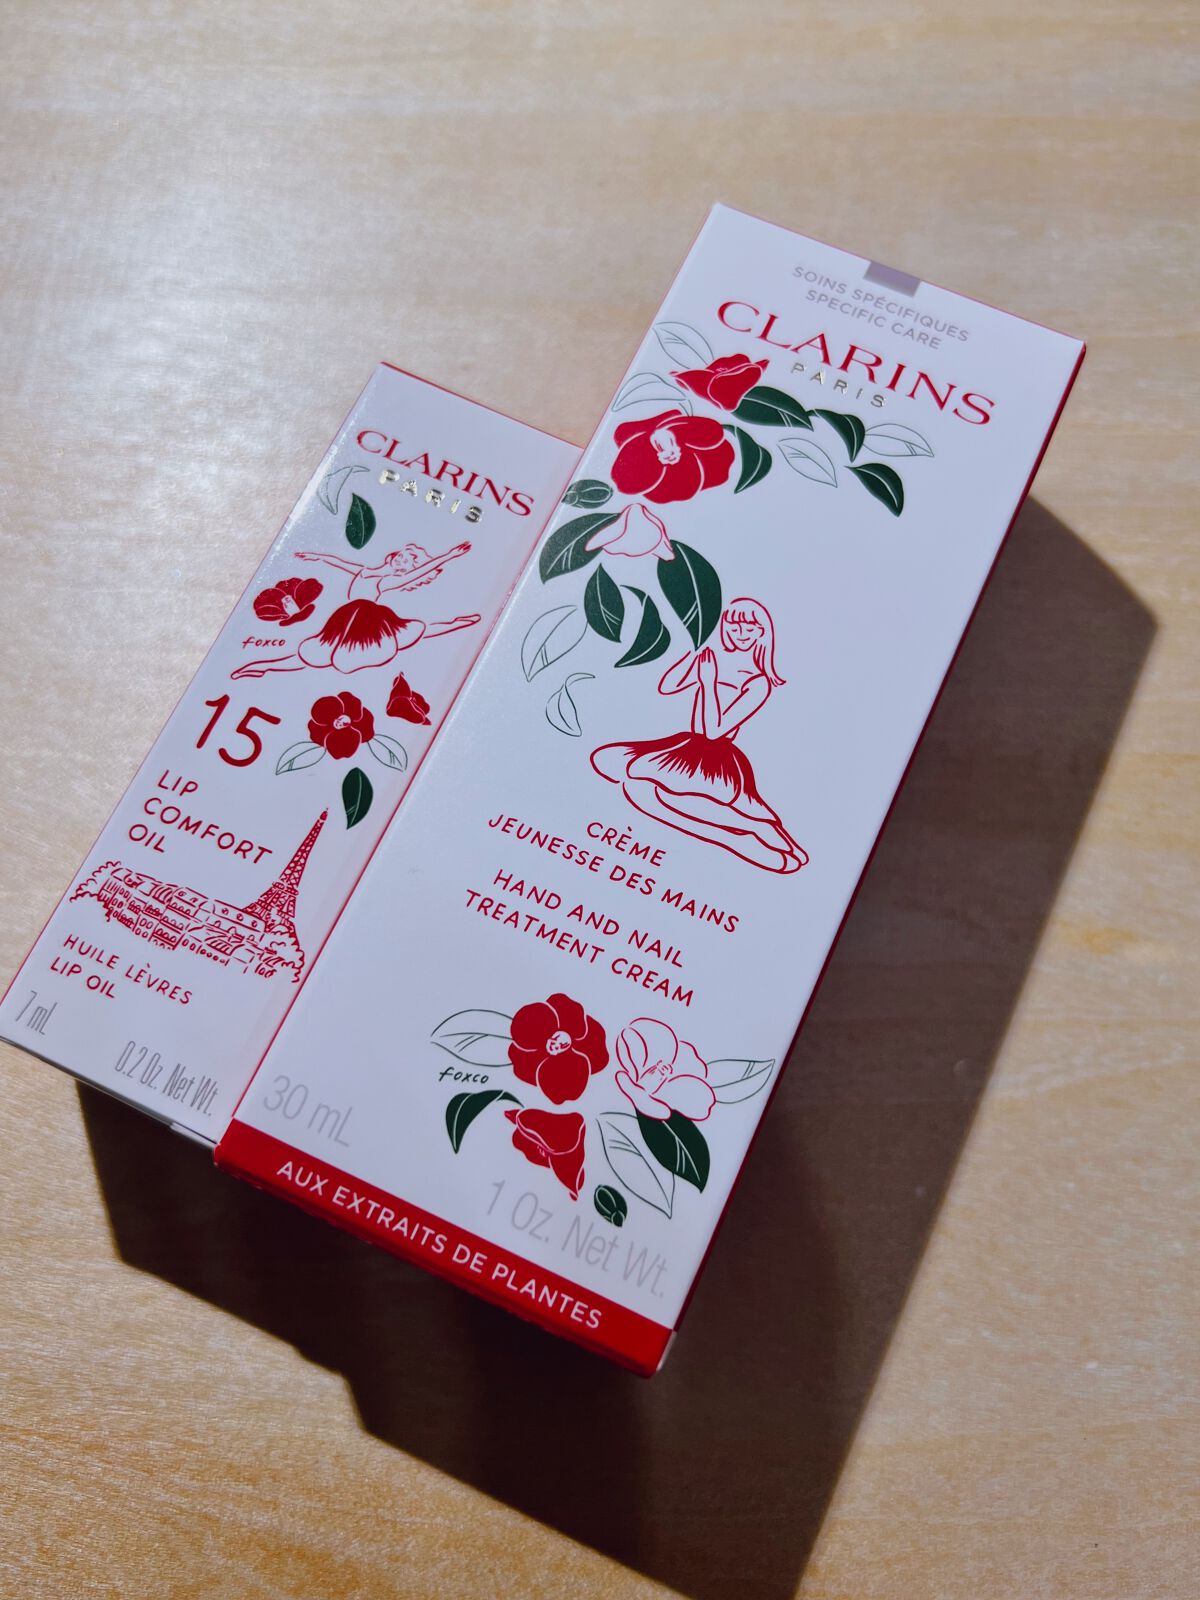 CLARINS
PARIS
foxco
15
LIP
COMFORT
OIL
HUILE LÈVRES
LIP OIL
7 mL
0.2 Oz. Net Wt.
SOINS SPÉCIFIQUES
SPECIFIC CARE
CLARINS
PARIS
CRÈME
JEUNESSE DES MAINS
HAND AND NAIL
TREATMENT CREAM
foxco
30 mL
1 Oz. Net Wt.
AUX EXTRAITS DE PLANTES